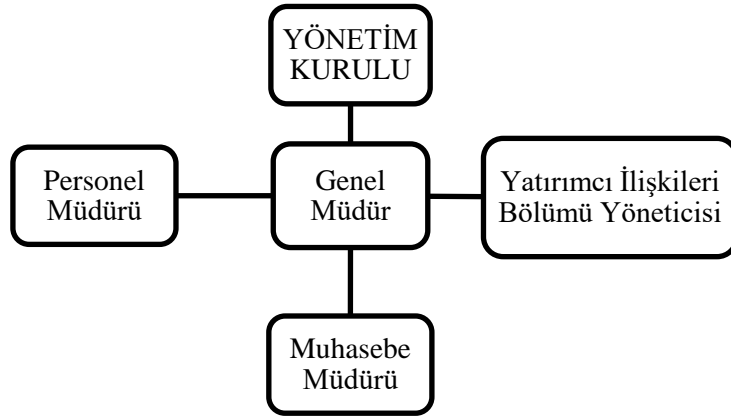 YÖNETİM
KURULU
Personel
Müdürü
Genel
Müdür
Yatırımcı İlişkileri
Bölümü Yöneticisi
Muhasebe
Müdürü